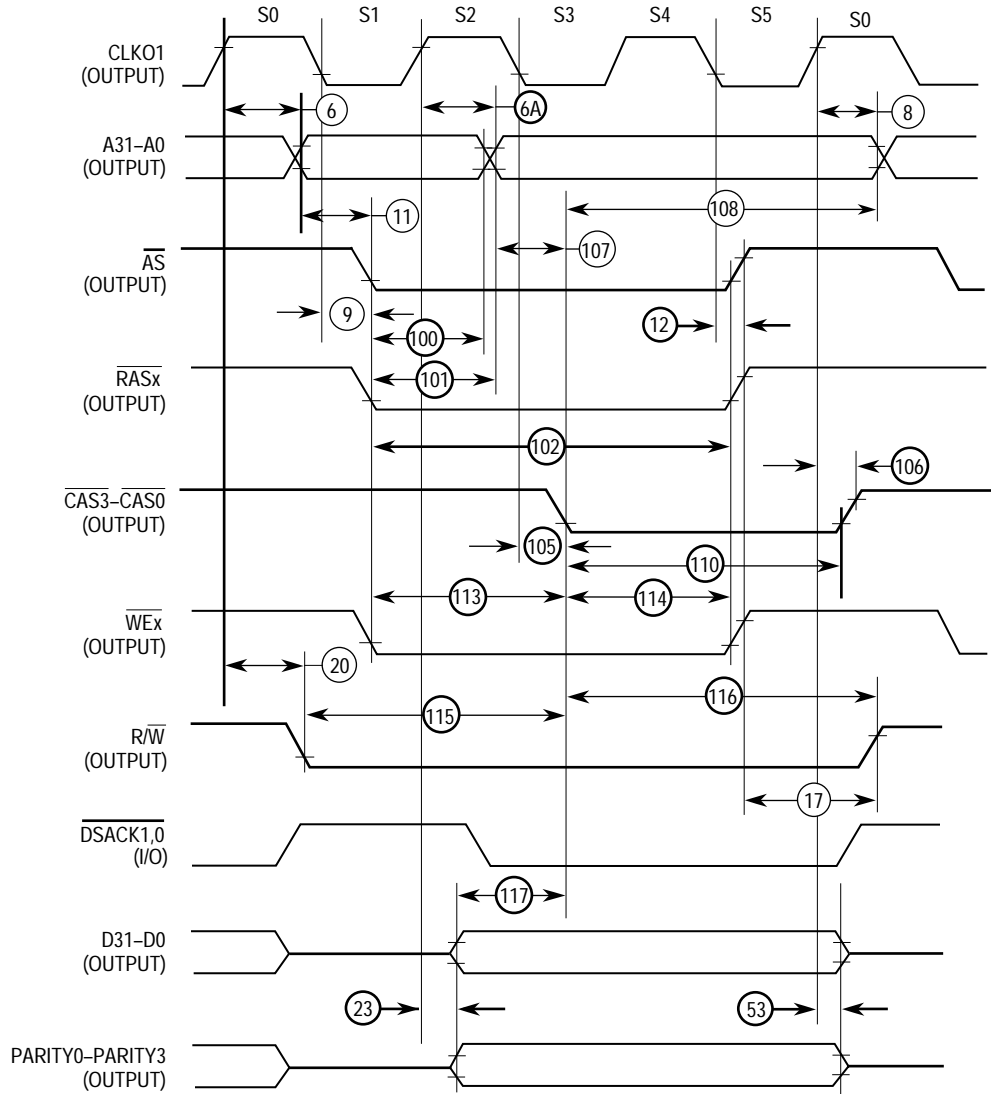 S0 S1 S2 S3 S4 S5 S0
CLKO1
(OUTPUT)
6 6A 8
A31–A0
(OUTPUT)
11 108
107
AS
(OUTPUT)
9 12
100
RASx
(OUTPUT)
101
102
106
CAS3–CAS0
(OUTPUT)
105
110
113 114
WEx
(OUTPUT)
20
116
115
R/W
(OUTPUT)
17
DSACK1,0
(I/O)
117
D31–D0
(OUTPUT)
23 53
PARITY0–PARITY3
(OUTPUT)